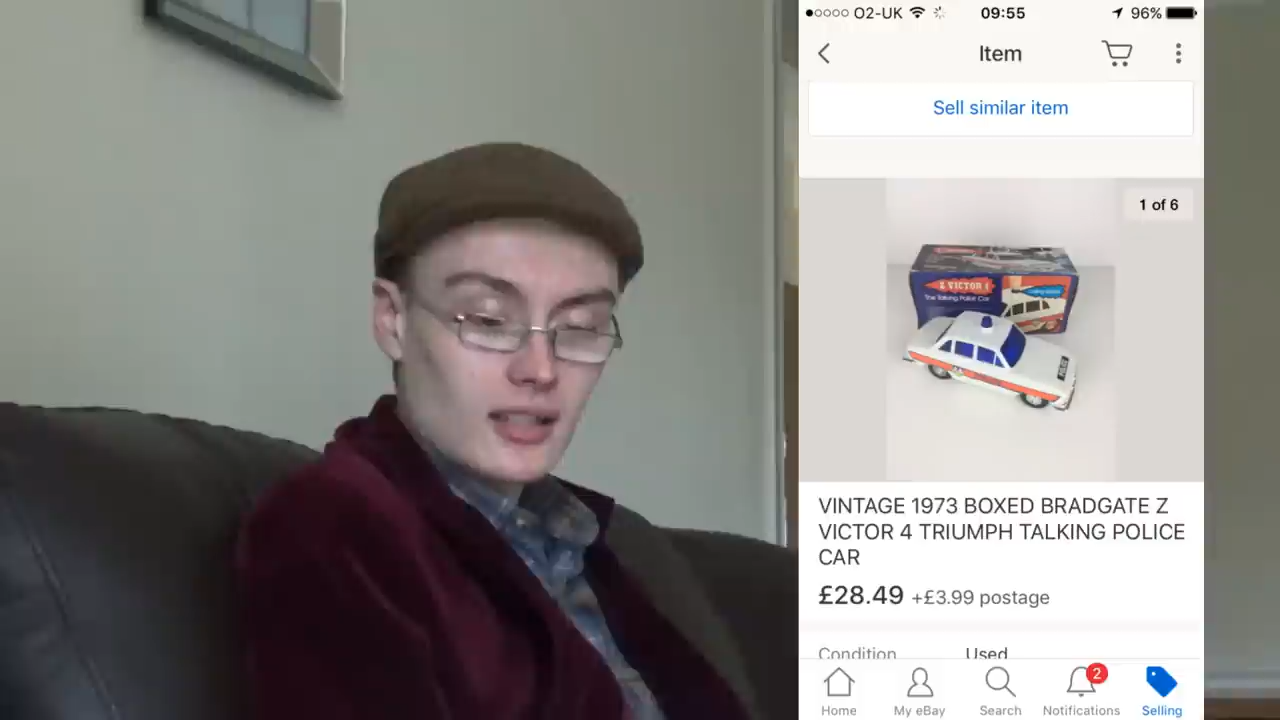 O2-UK 09:55 96%
Item
Sell similar item
1 of 6
Z VICTOR 4
The Talking Police Car
VINTAGE 1973 BOXED BRADGATE Z
VICTOR 4 TRIUMPH TALKING POLICE
CAR
£28.49 +£3.99 postage
Condition Used
2
Home My eBay Search Notifications Selling